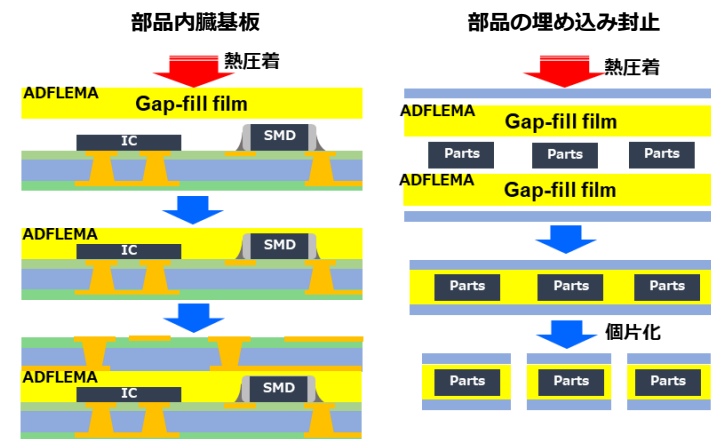 部品内臓基板
熱圧着
ADFLEMA
Gap-fill film
IC
SMD
ADFLEMA
IC
SMD
ADFLEMA
IC
SMD
部品の埋め込み封止
熱圧着
ADFLEMA
Gap-fill film
Parts Parts Parts
ADFLEMA
Gap-fill film
Parts Parts Parts
個片化
Parts Parts Parts